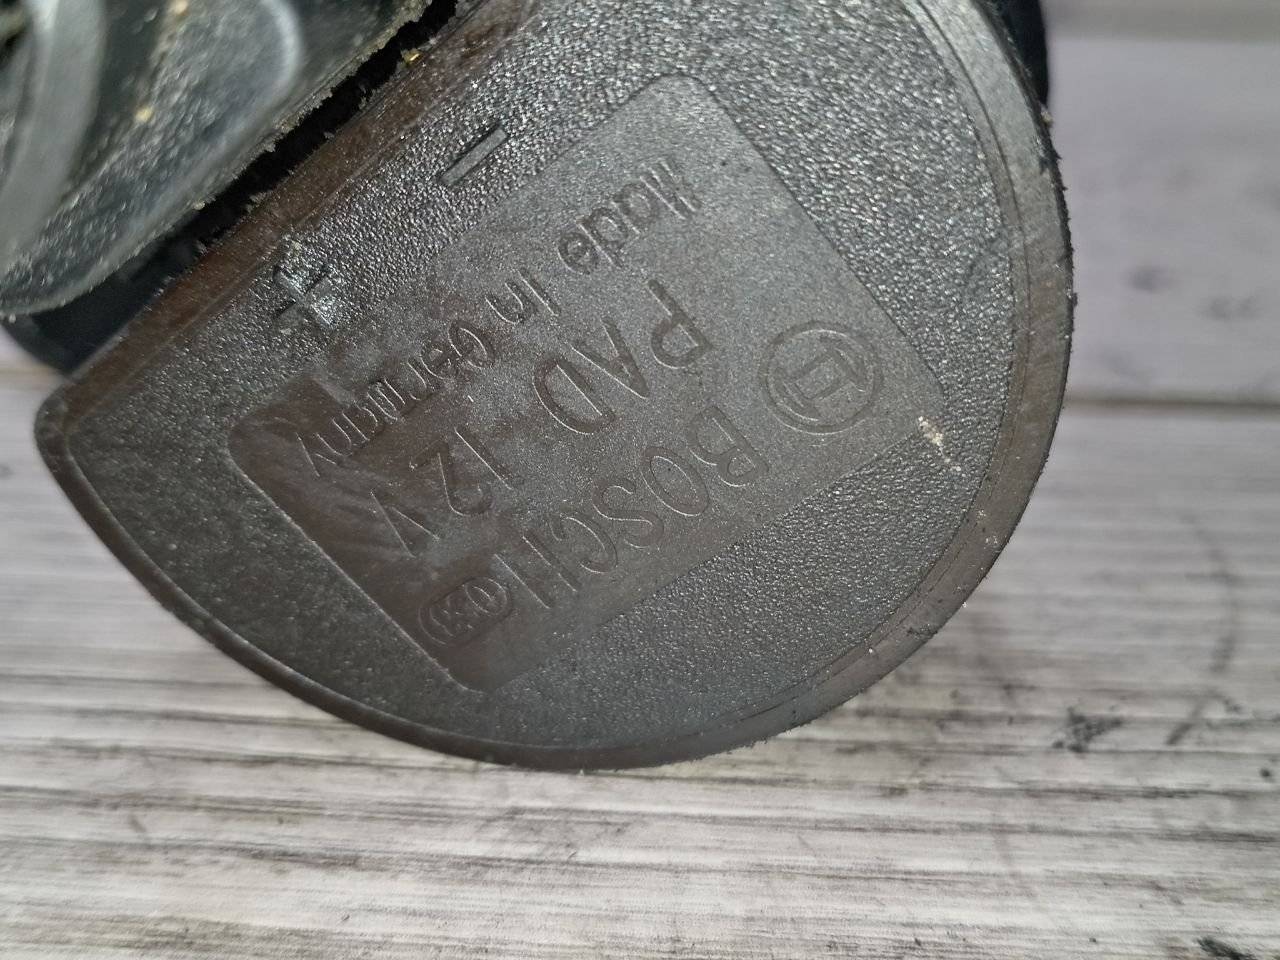 BOSCH
PAD 12V
Made in Germany
+ −